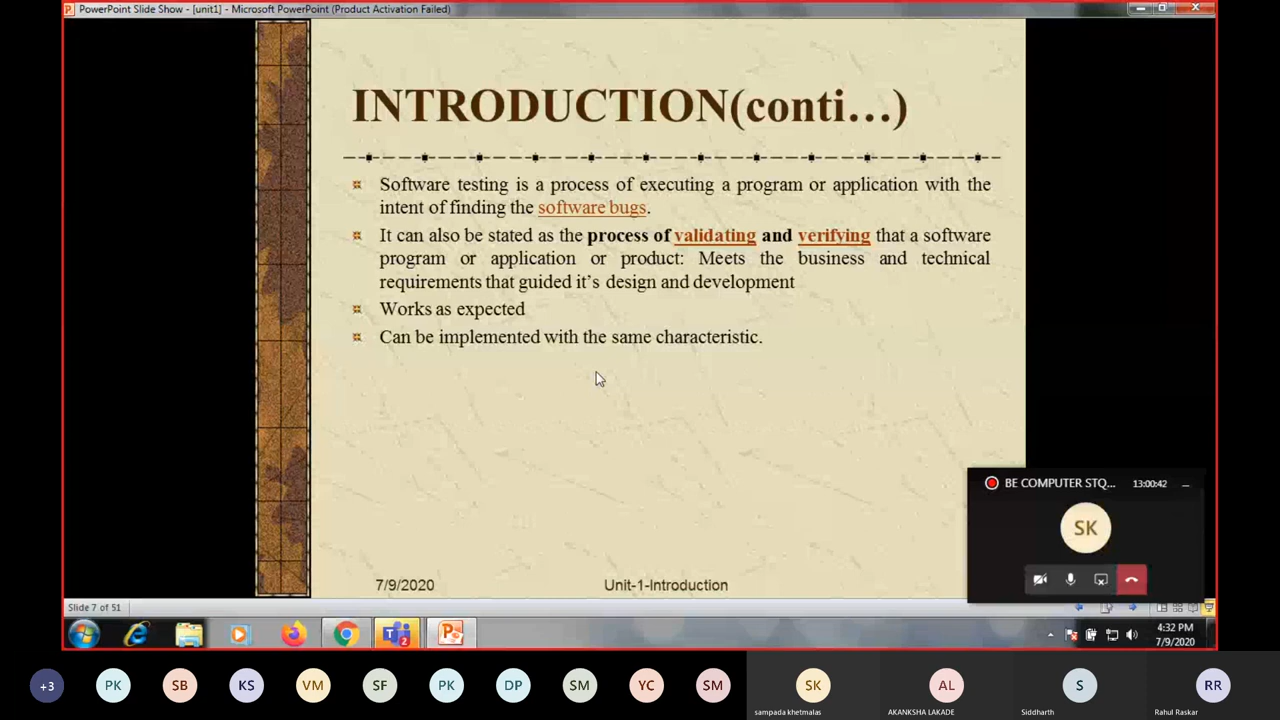 PowerPoint Slide Show - [unit1] - Microsoft PowerPoint (Product Activation Failed)
INTRODUCTION(conti...)
Software testing is a process of executing a program or application with the
intent of finding the software bugs.
It can also be stated as the process of validating and verifying that a software
program or application or product: Meets the business and technical
requirements that guided it's design and development
Works as expected
Can be implemented with the same characteristic.
7/9/2020
Unit-1-Introduction
BE COMPUTER STQ...
13:00:42
SK
Slide 7 of 51
4:32 PM
7/9/2020
+3
PK
SB
KS
VM
SF
PK
DP
SM
YC
SM
SK
sampada khetmalas
AL
AKANKSHA LAKADE
S
Siddharth
RR
Rahul Raskar